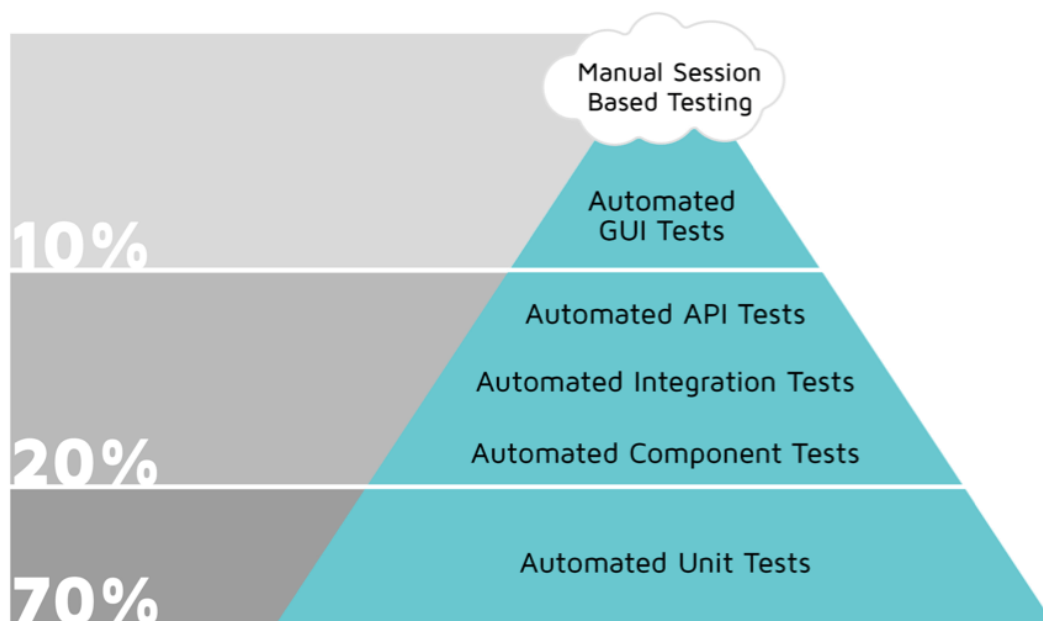 Manual Session
Based Testing
Automated
GUI Tests
10%
Automated API Tests
Automated Integration Tests
Automated Component Tests
20%
Automated Unit Tests
70%